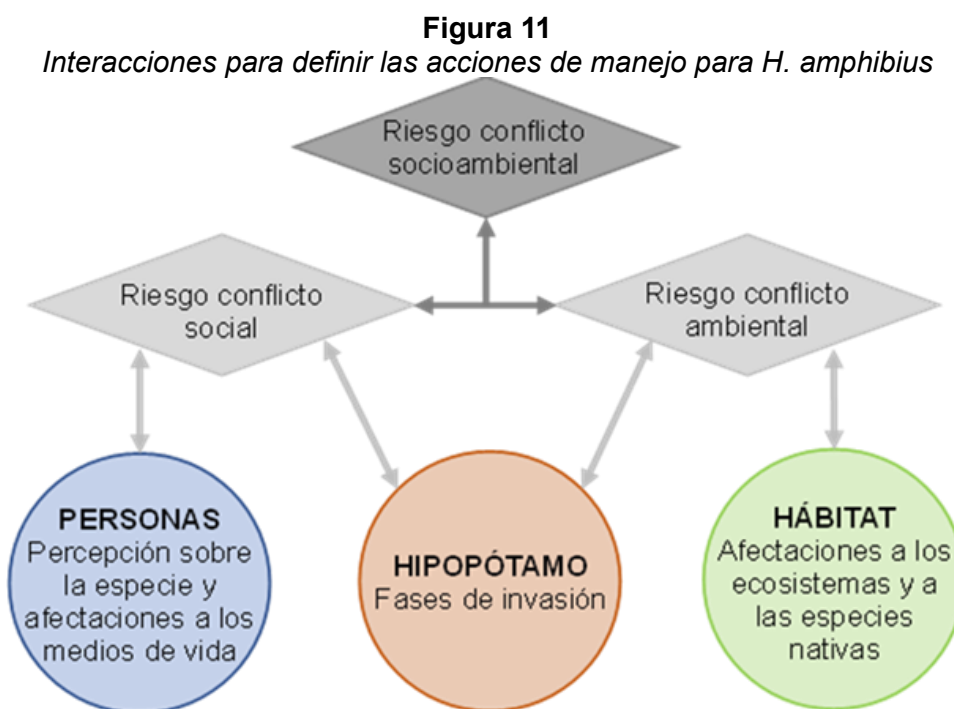 Figura 11
Interacciones para definir las acciones de manejo para H. amphibius
Riesgo conflicto
socioambiental
Riesgo conflicto
social
Riesgo conflicto
ambiental
PERSONAS
Percepción sobre
la especie y
afectaciones a los
medios de vida
HIPOPÓTAMO
Fases de invasión
HÁBITAT
Afectaciones a los
ecosistemas y a
las especies
nativas